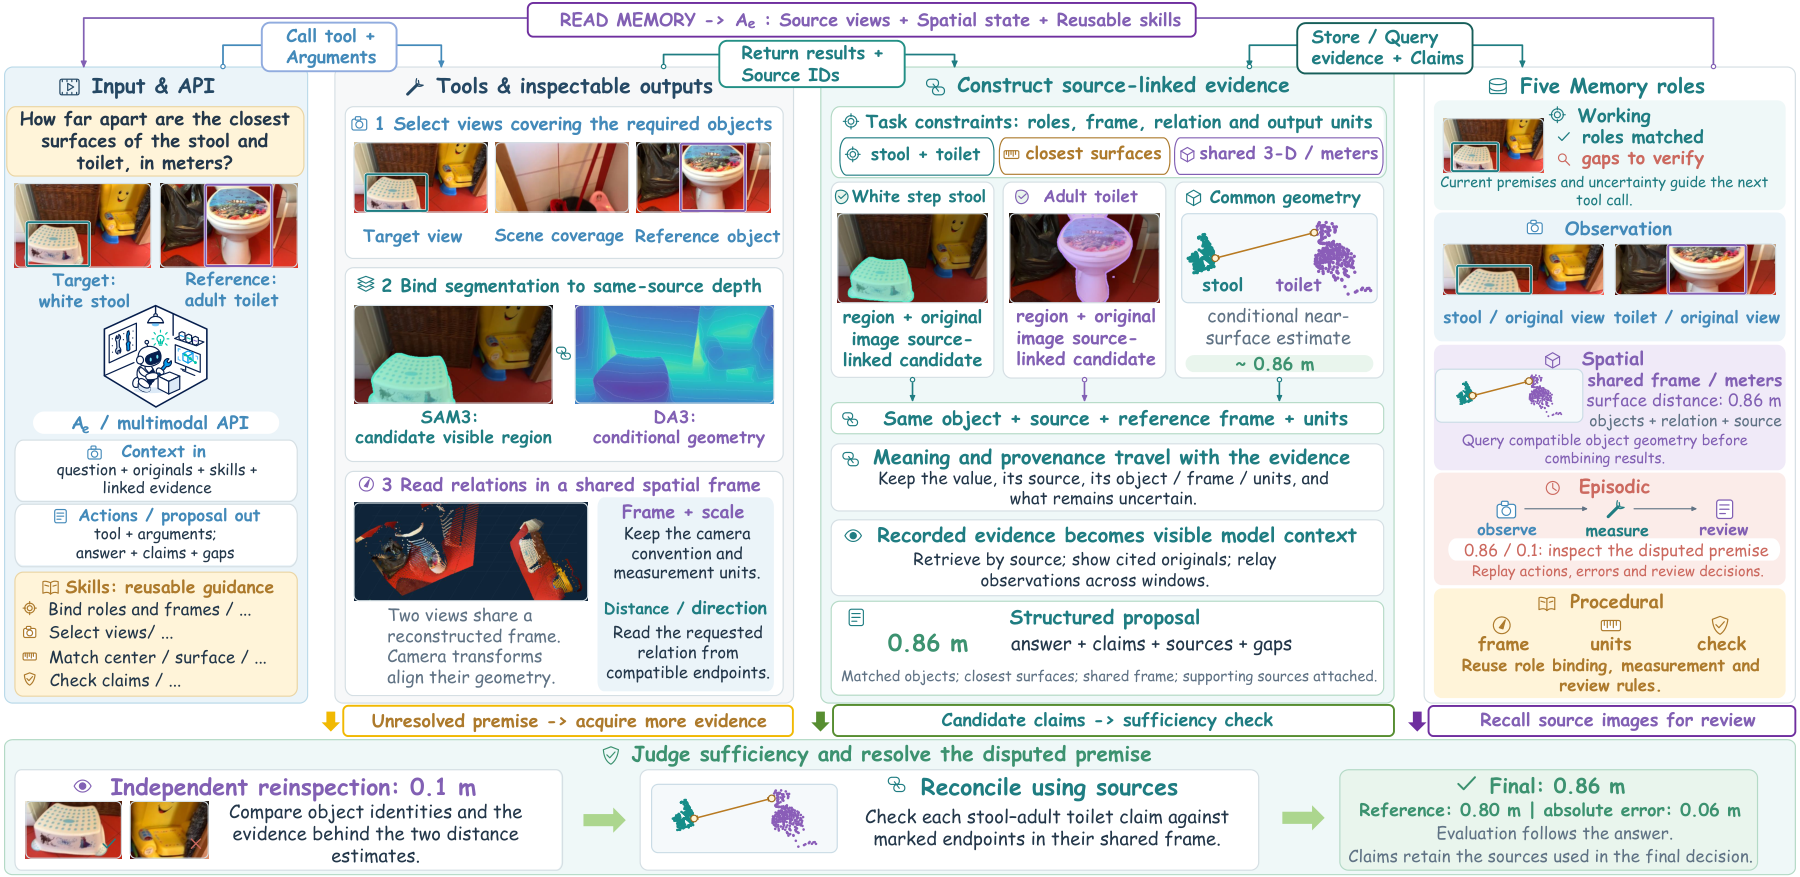 READ MEMORY -> Ae : Source views + Spatial state + Reusable skills
Call tool +
Arguments
Return results +
Source IDs
Store / Query
evidence + Claims
Input & API
How far apart are the closest
surfaces of the stool and
toilet, in meters?
Target:
white stool
Reference:
adult toilet
Ae / multimodal API
Context in
question + originals + skills +
linked evidence
Actions / proposal out
tool + arguments;
answer + claims + gaps
Skills: reusable guidance
Bind roles and frames / ...
Select views/ ...
Match center / surface / ...
Check claims / ...
Tools & inspectable outputs
1 Select views covering the required objects
Target view
Scene coverage
Reference object
2 Bind segmentation to same-source depth
SAM3:
candidate visible region
DA3:
conditional geometry
3 Read relations in a shared spatial frame
Two views share a
reconstructed frame.
Camera transforms
align their geometry.
Frame + scale
Keep the camera
convention and
measurement units.
Distance / direction
Read the requested
relation from
compatible endpoints.
Construct source-linked evidence
Task constraints: roles, frame, relation and output units
stool + toilet
closest surfaces
shared 3-D / meters
White step stool
region + original
image source-
linked candidate
Adult toilet
region + original
image source-
linked candidate
Common geometry
stool
toilet
conditional near-
surface estimate
~ 0.86 m
Same object + source + reference frame + units
Meaning and provenance travel with the evidence
Keep the value, its source, its object / frame / units, and
what remains uncertain.
Recorded evidence becomes visible model context
Retrieve by source; show cited originals; relay
observations across windows.
Structured proposal
0.86 m
answer + claims + sources + gaps
Matched objects; closest surfaces; shared frame; supporting sources attached.
Five Memory roles
Working
roles matched
gaps to verify
Current premises and uncertainty guide the next
tool call.
Observation
stool / original view
toilet / original view
Spatial
shared frame / meters
surface distance: 0.86 m
objects + relation + source
Query compatible object geometry before
combining results.
Episodic
observe
measure
review
0.86 / 0.1: inspect the disputed premise
Replay actions, errors and review decisions.
Procedural
frame
units
check
Reuse role binding, measurement and
review rules.
Unresolved premise -> acquire more evidence
Candidate claims -> sufficiency check
Recall source images for review
Judge sufficiency and resolve the disputed premise
Independent reinspection: 0.1 m
Compare object identities and the
evidence behind the two distance
estimates.
Reconcile using sources
Check each stool-adult toilet claim against
marked endpoints in their shared frame.
Final: 0.86 m
Reference: 0.80 m | absolute error: 0.06 m
Evaluation follows the answer.
Claims retain the sources used in the final decision.